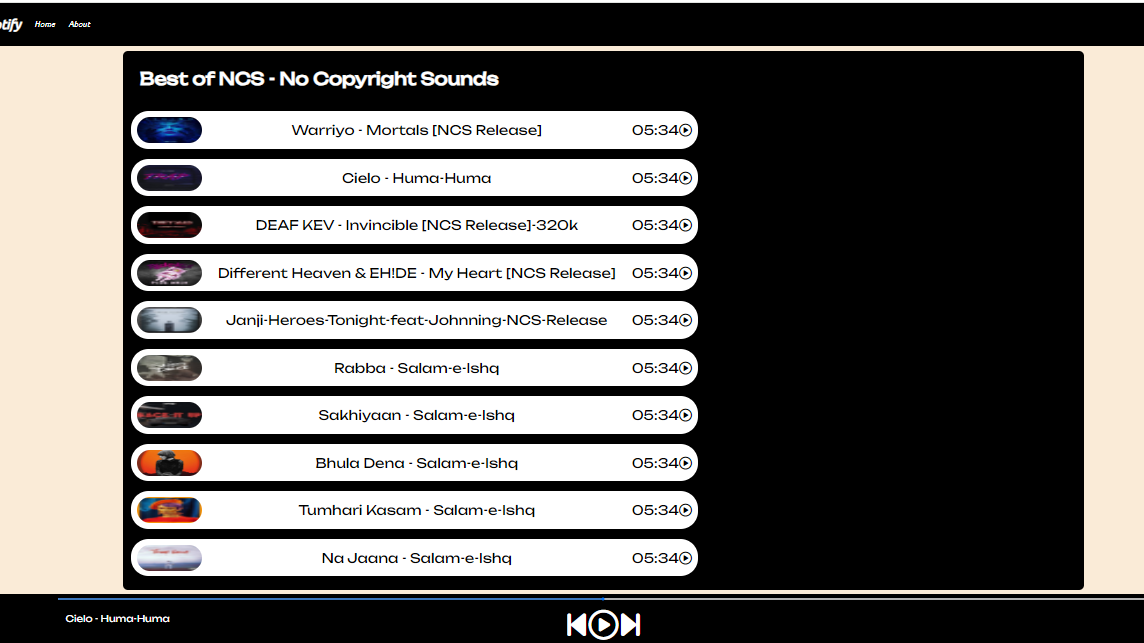 Home About
Best of NCS - No Copyright Sounds
Warriyo - Mortals [NCS Release] 05:34
Cielo - Huma-Huma 05:34
DEAF KEV - Invincible [NCS Release]-320k 05:34
Different Heaven & EH!DE - My Heart [NCS Release] 05:34
Janji-Heroes-Tonight-feat-Johnning-NCS-Release 05:34
Rabba - Salam-e-Ishq 05:34
Sakhiyaan - Salam-e-Ishq 05:34
Bhula Dena - Salam-e-Ishq 05:34
Tumhari Kasam - Salam-e-Ishq 05:34
Na Jaana - Salam-e-Ishq 05:34
Cielo - Huma-Huma